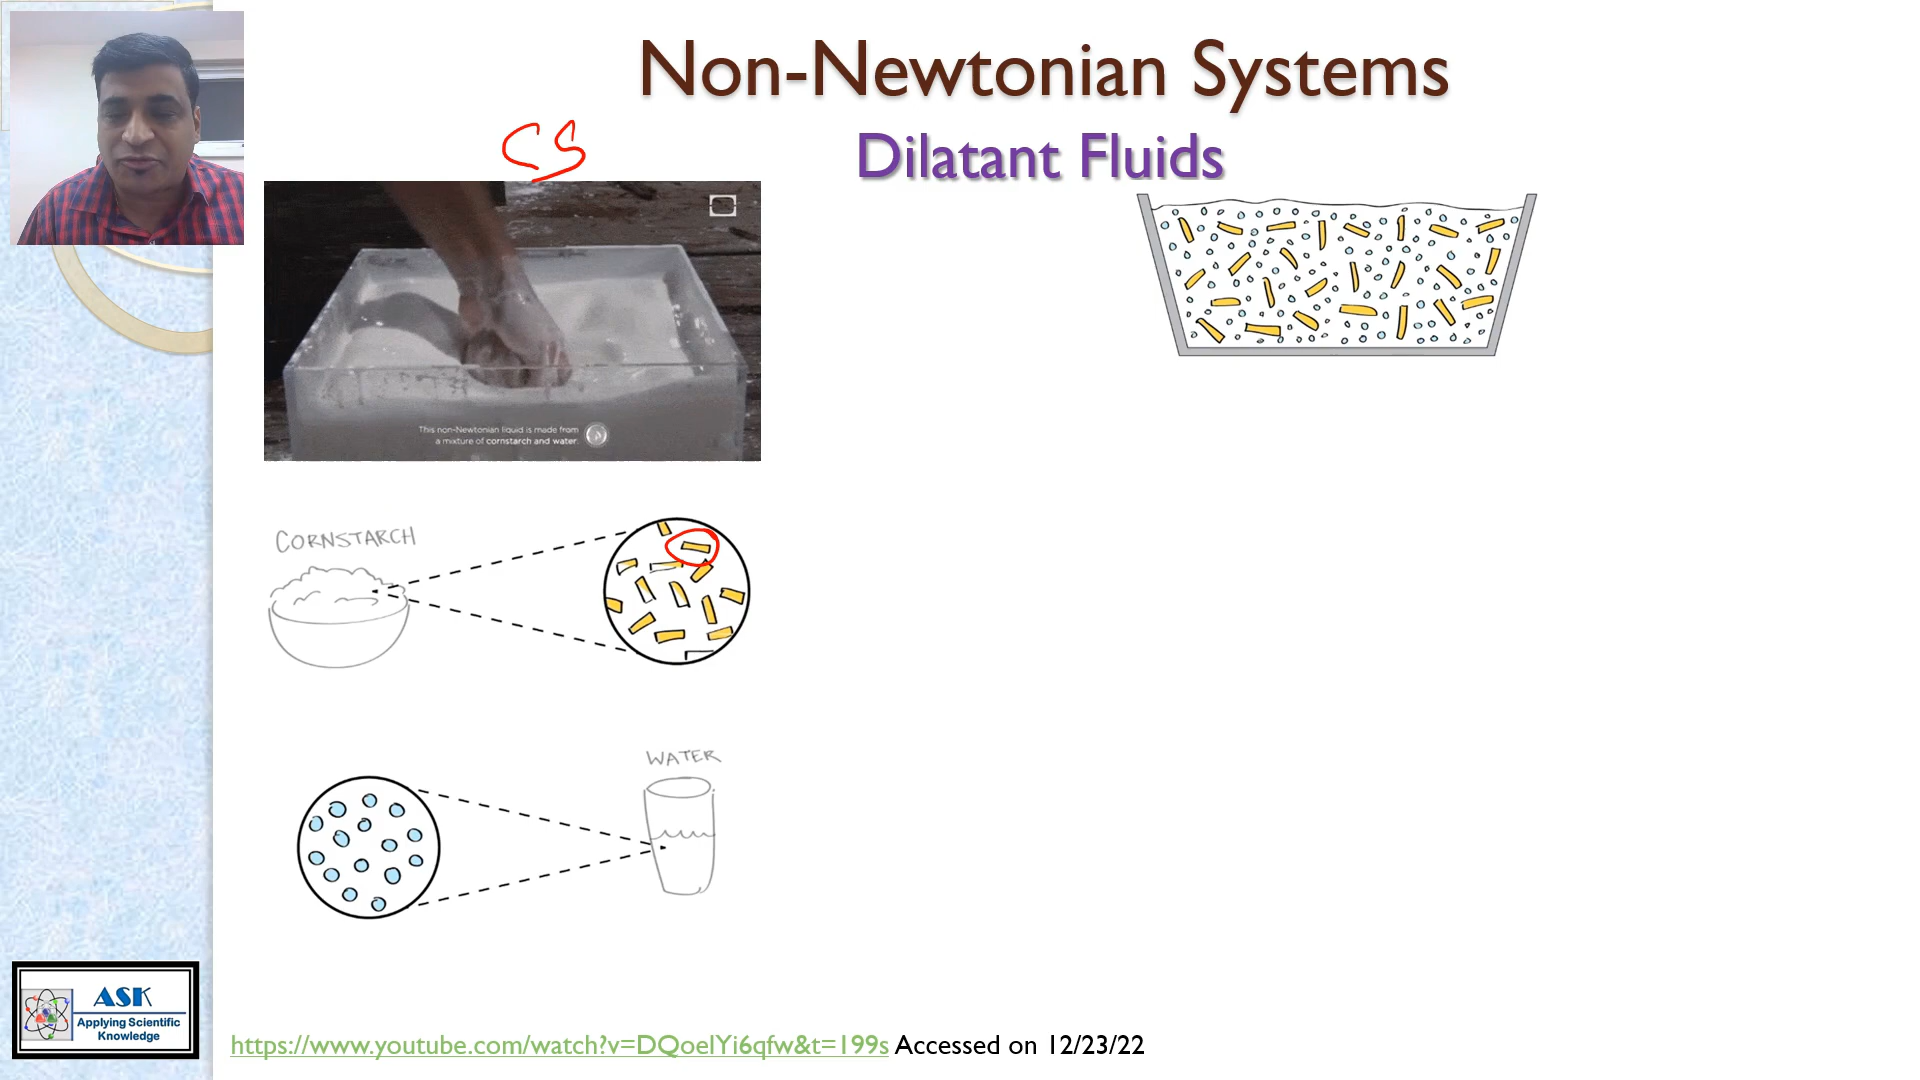 Non-Newtonian Systems
Dilatant Fluids
CS
This non-Newtonian liquid is made from
a mixture of cornstarch and water.
CORNSTARCH
WATER
ASK
Applying Scientific
Knowledge
https://www.youtube.com/watch?v=DQoelYi6qfw&t=199s Accessed on 12/23/22